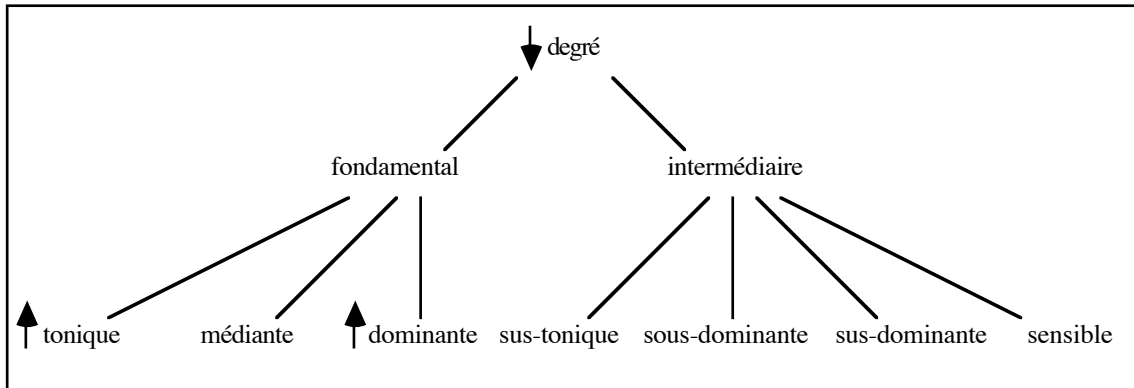 degré
fondamental intermédiaire
tonique médiante dominante sus-tonique sous-dominante sus-dominante sensible